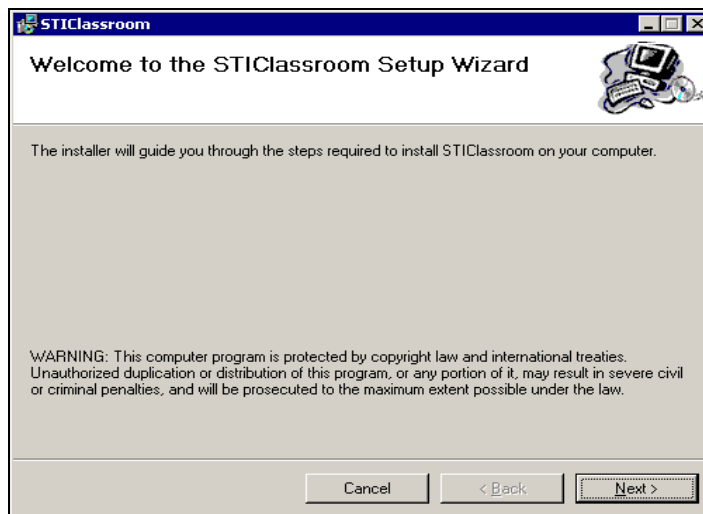 STIClassroom
Welcome to the STIClassroom Setup Wizard
The installer will guide you through the steps required to install STIClassroom on your computer.
WARNING: This computer program is protected by copyright law and international treaties.
Unauthorized duplication or distribution of this program, or any portion of it, may result in severe civil
or criminal penalties, and will be prosecuted to the maximum extent possible under the law.
Cancel
< Back
Next >